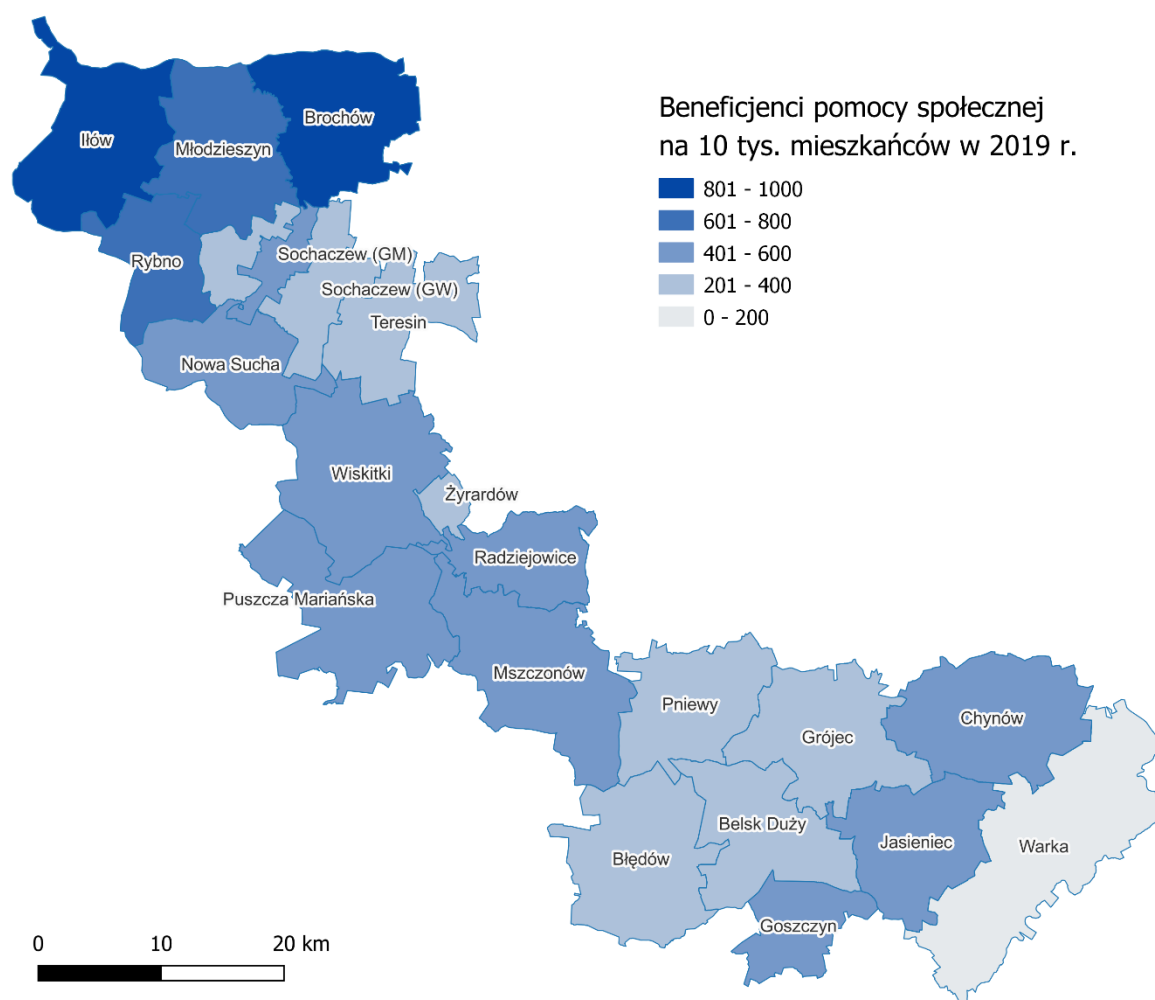 Beneficjenci pomocy społecznej
na 10 tys. mieszkańców w 2019 r.
801 - 1000
601 - 800
401 - 600
201 - 400
0 - 200
Brochów
Iłów
Młodzieszyn
Rybno
Sochaczew (GM)
Sochaczew (GW)
Teresin
Nowa Sucha
Wiskitki
Żyrardów
Radziejowice
Puszcza Mariańska
Mszczonów
Pniewy
Grójec
Chynów
Belsk Duży
Błędów
Jasieniec
Warka
Goszczyn
0 10 20 km